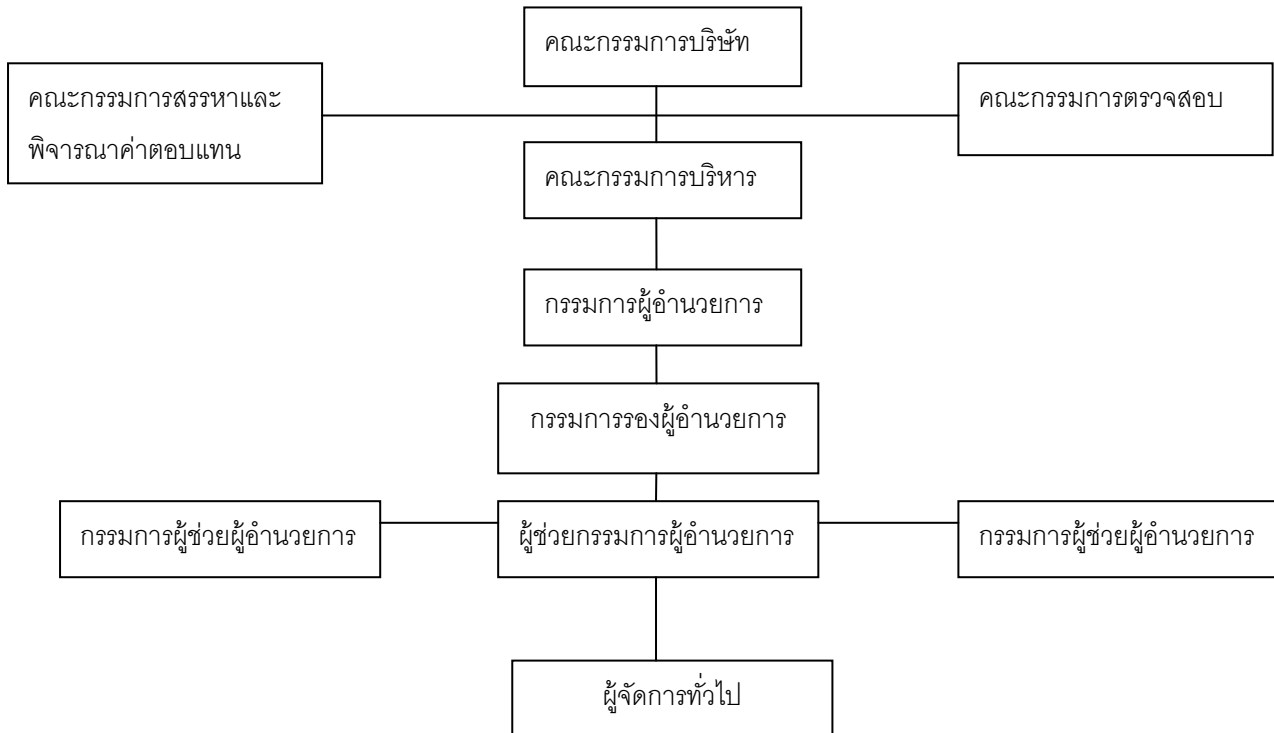 คณะกรรมการบริษัท
คณะกรรมการสรรหาและ
พิจารณาค่าตอบแทน
คณะกรรมการตรวจสอบ
คณะกรรมการบริหาร
กรรมการผู้อำนวยการ
กรรมการรองผู้อำนวยการ
กรรมการผู้ช่วยผู้อำนวยการ
ผู้ช่วยกรรมการผู้อำนวยการ
กรรมการผู้ช่วยผู้อำนวยการ
ผู้จัดการทั่วไป